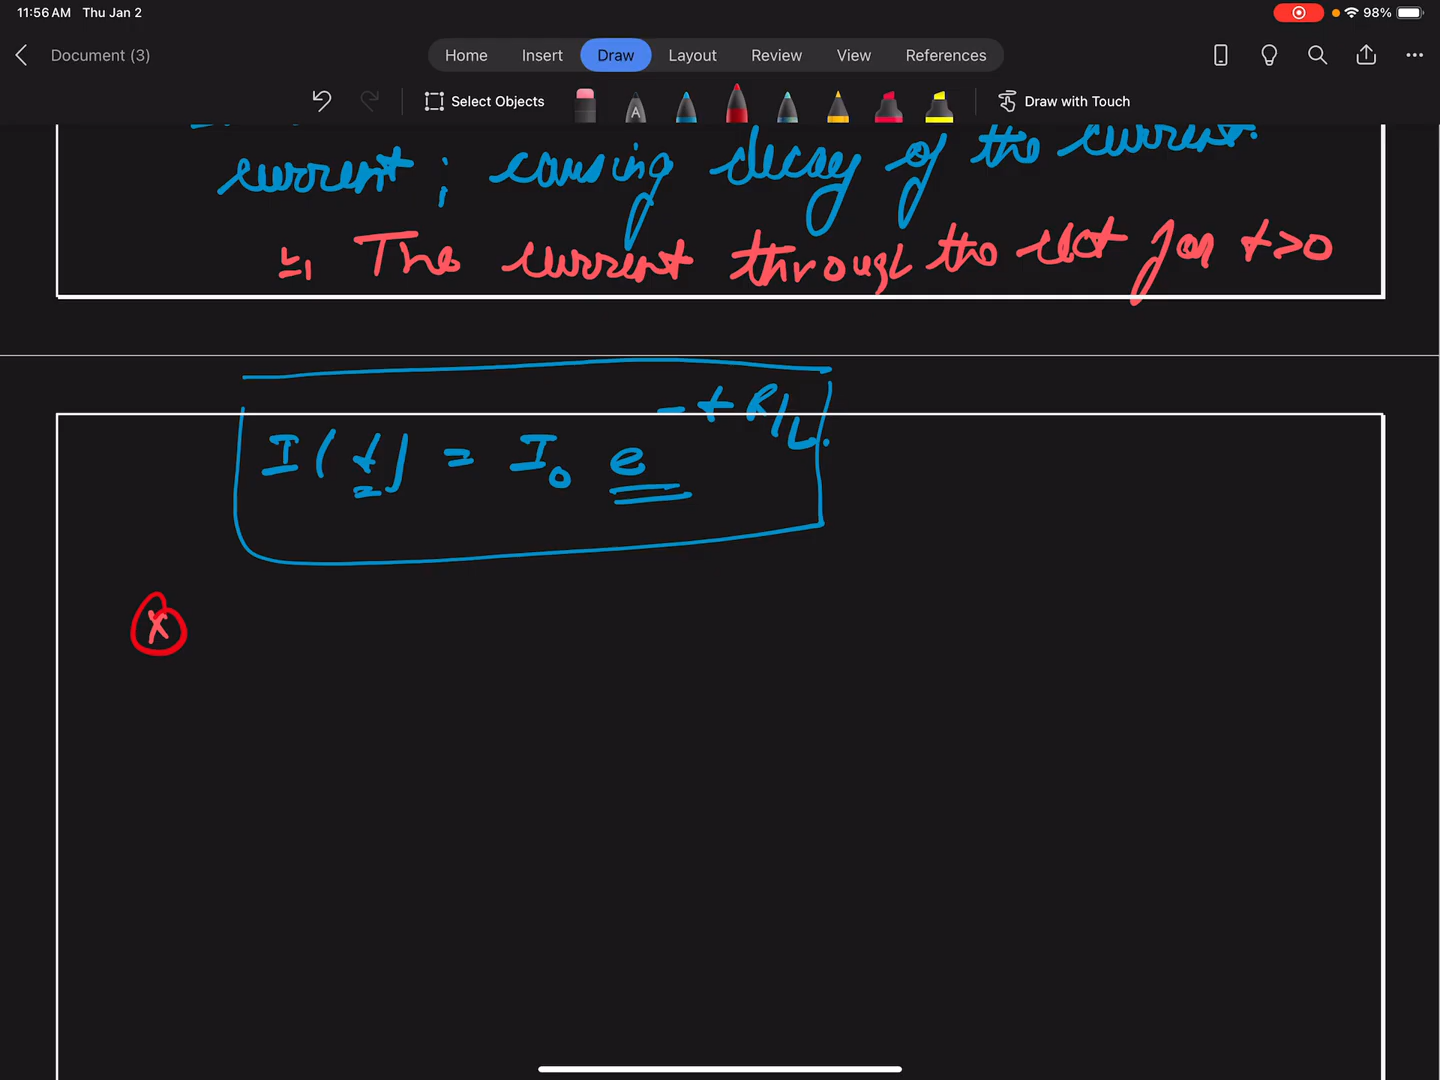 11:56 AM Thu Jan 2 98%
Document (3) Home Insert Draw Layout Review View References
Select Objects A Draw with Touch
current ; causing decay of the current.
The current through the cct for t>0
I(t) = I₀ e^{-tR/L}.
X